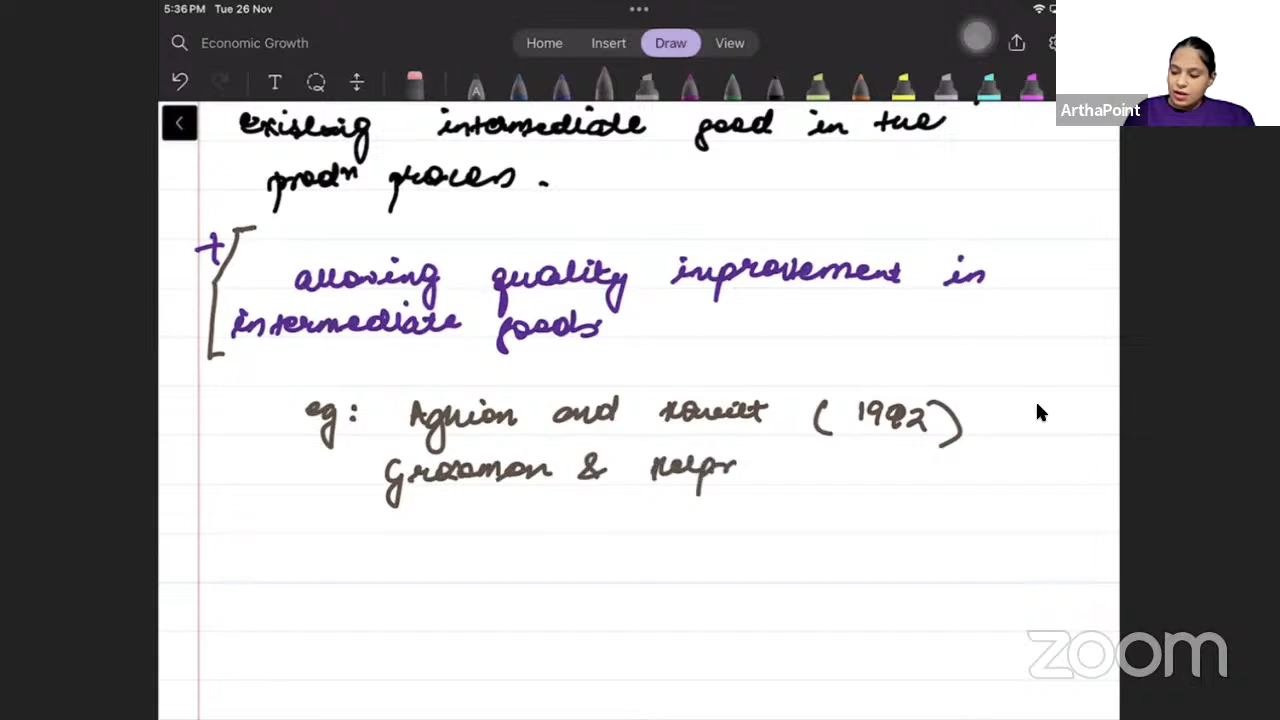 5:36 PM Tue 26 Nov
Economic Growth
Home Insert Draw View
T
A
ArthaPoint
existing intermediate good in the
prodn process.
+
allowing quality improvement in
intermediate goods
eg: Aghion and Howitt (1992)
Grossman & Helpr
zoom